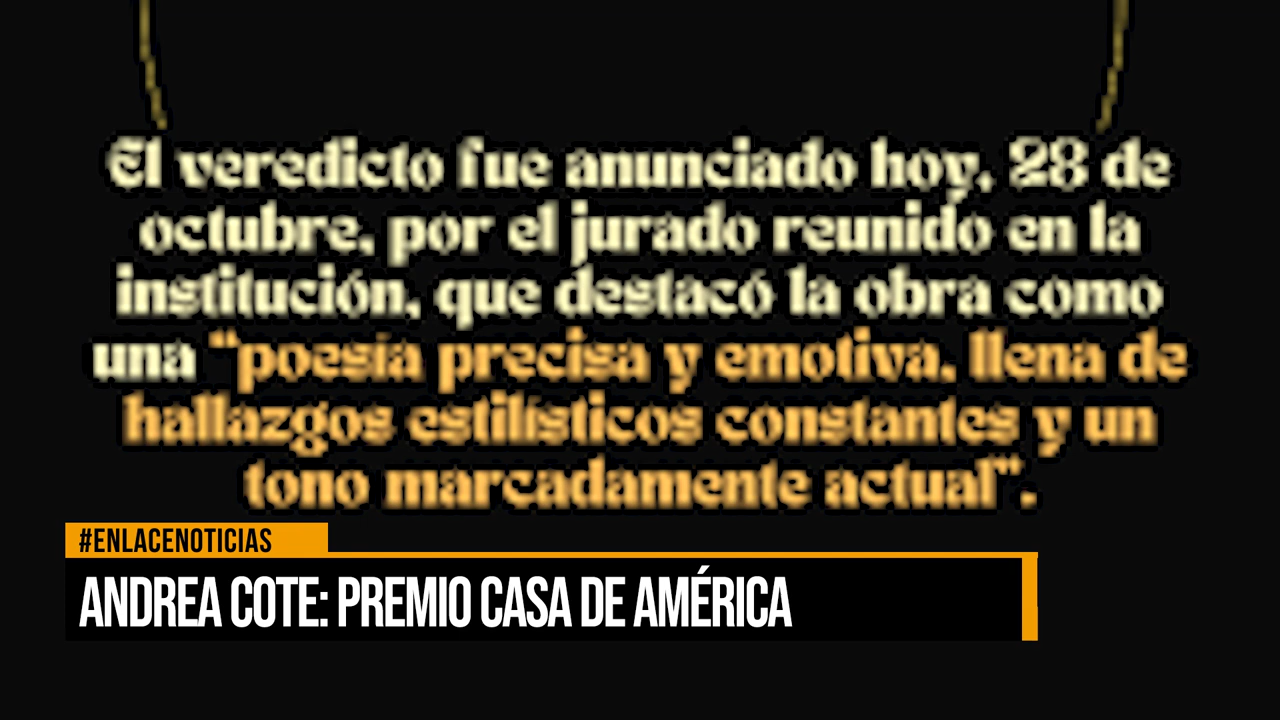 El veredicto fue anunciado hoy, 28 de
octubre, por el jurado reunido en la
institución, que destacó la obra como
una "poesía precisa y emotiva, llena de
hallazgos estilísticos constantes y un
tono marcadamente actual".
#ENLACENOTICIAS
ANDREA COTE: PREMIO CASA DE AMÉRICA